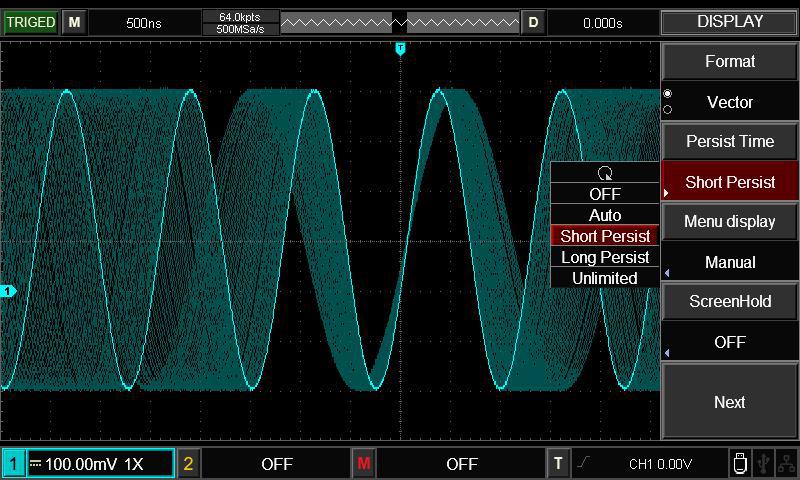 TRIGED M 500ns 64.0kpts D 0.000s DISPLAY
500MSa/s
T
Format
Vector
Persist Time
Short Persist
OFF
Auto
Short Persist
Long Persist
Unlimited
Menu display
Manual
1
ScreenHold
OFF
Next
1 100.00mV 1X 2 OFF M OFF T CH1 0.00V